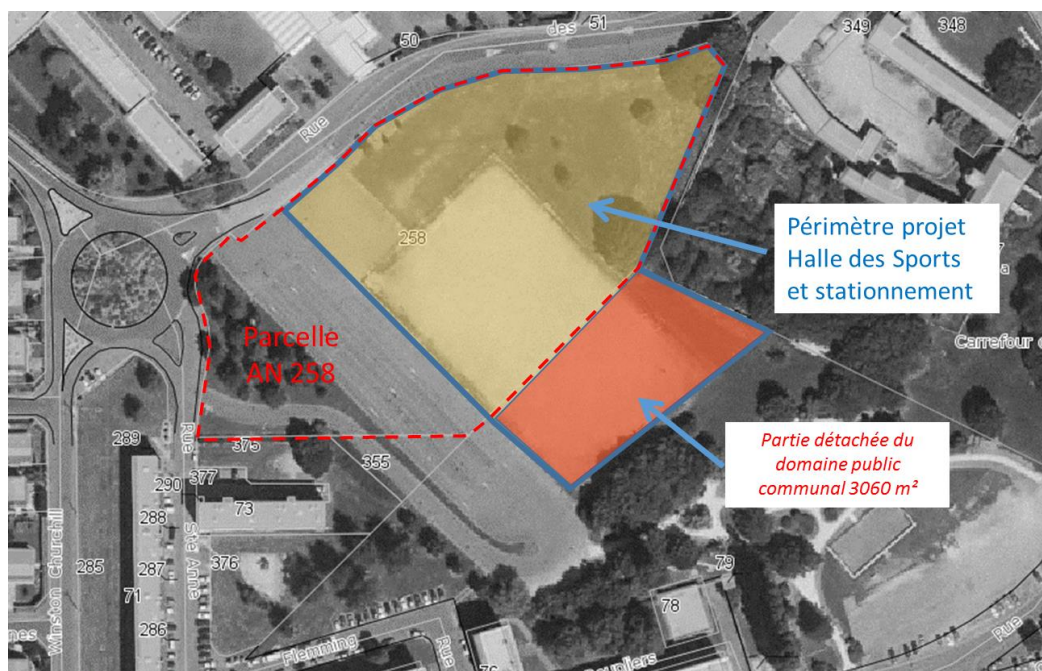 des
51
50
349
348
Rue
258
Périmètre projet
Halle des Sports
et stationnement
Parcelle
AN 258
Carrefour d
289
Rue
375
355
377
290
73
288
Ste Anne
Winston Churchill
285
287
71
286
376
Partie détachée du
domaine public
communal 3060 m²
79
78
Rue
Flemming
Rue
76
nes